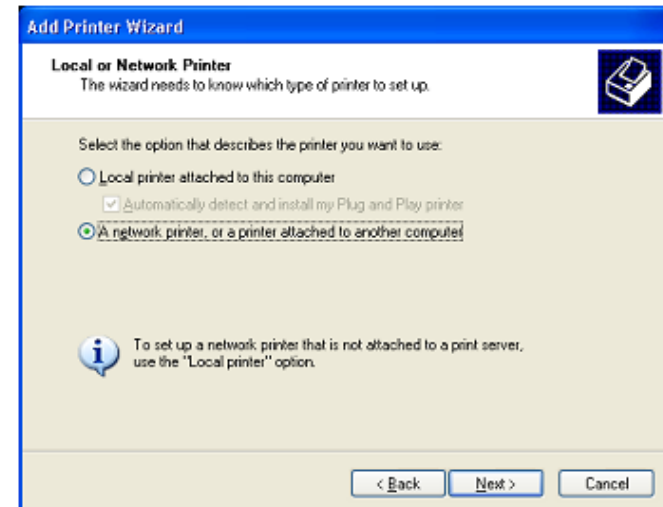 Add Printer Wizard
Local or Network Printer
The wizard needs to know which type of printer to set up.
Select the option that describes the printer you want to use:
Local printer attached to this computer
Automatically detect and install my Plug and Play printer
A network printer, or a printer attached to another computer
To set up a network printer that is not attached to a print server,
use the "Local printer" option.
< Back
Next >
Cancel